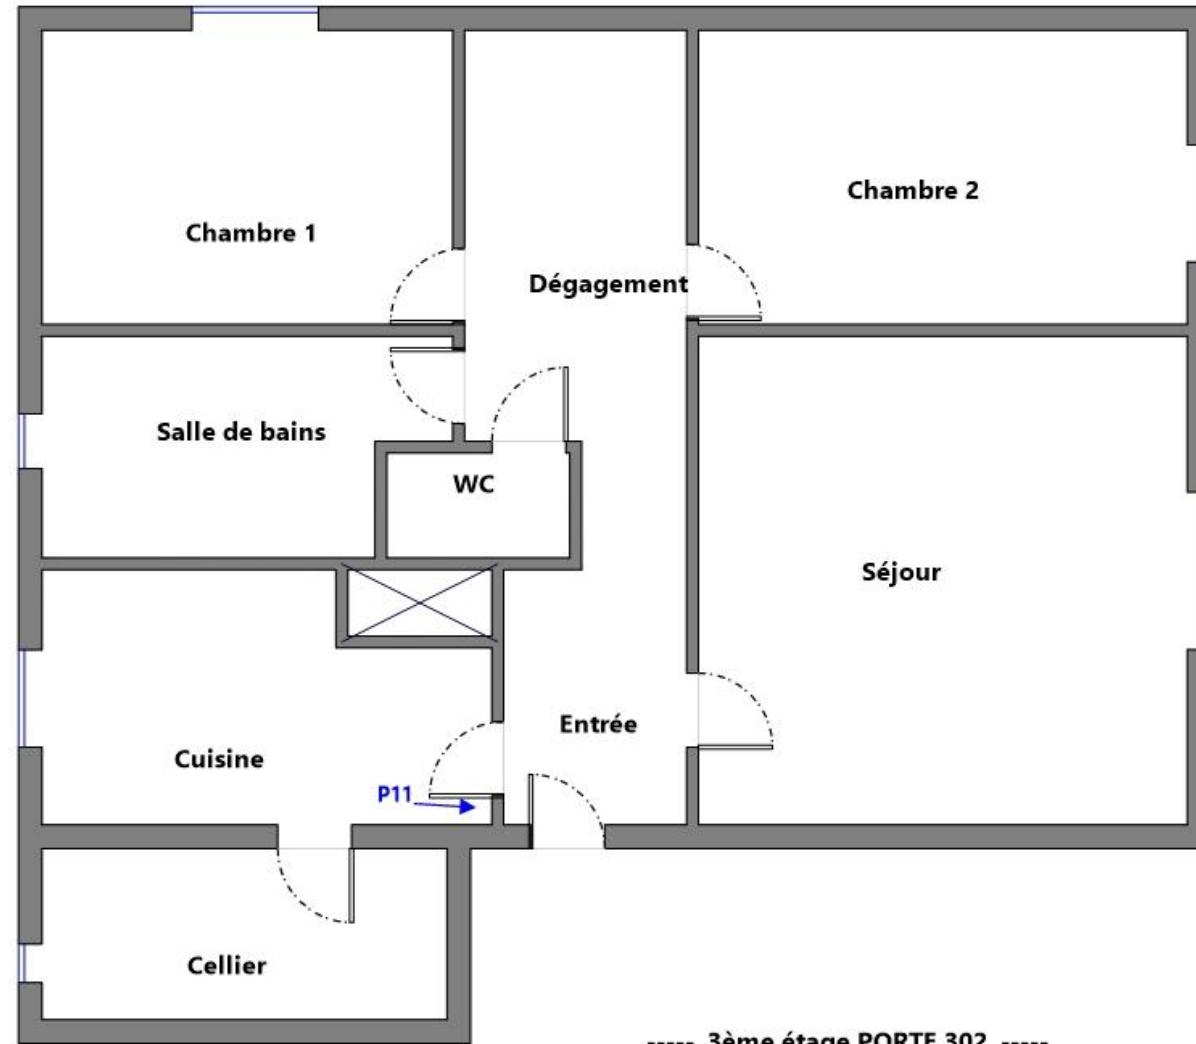 Chambre 2
Chambre 1
Dégagement
Salle de bains
WC
Séjour
Entrée
Cuisine
P11
Cellier
----- 3ème étage PORTE 302 -----